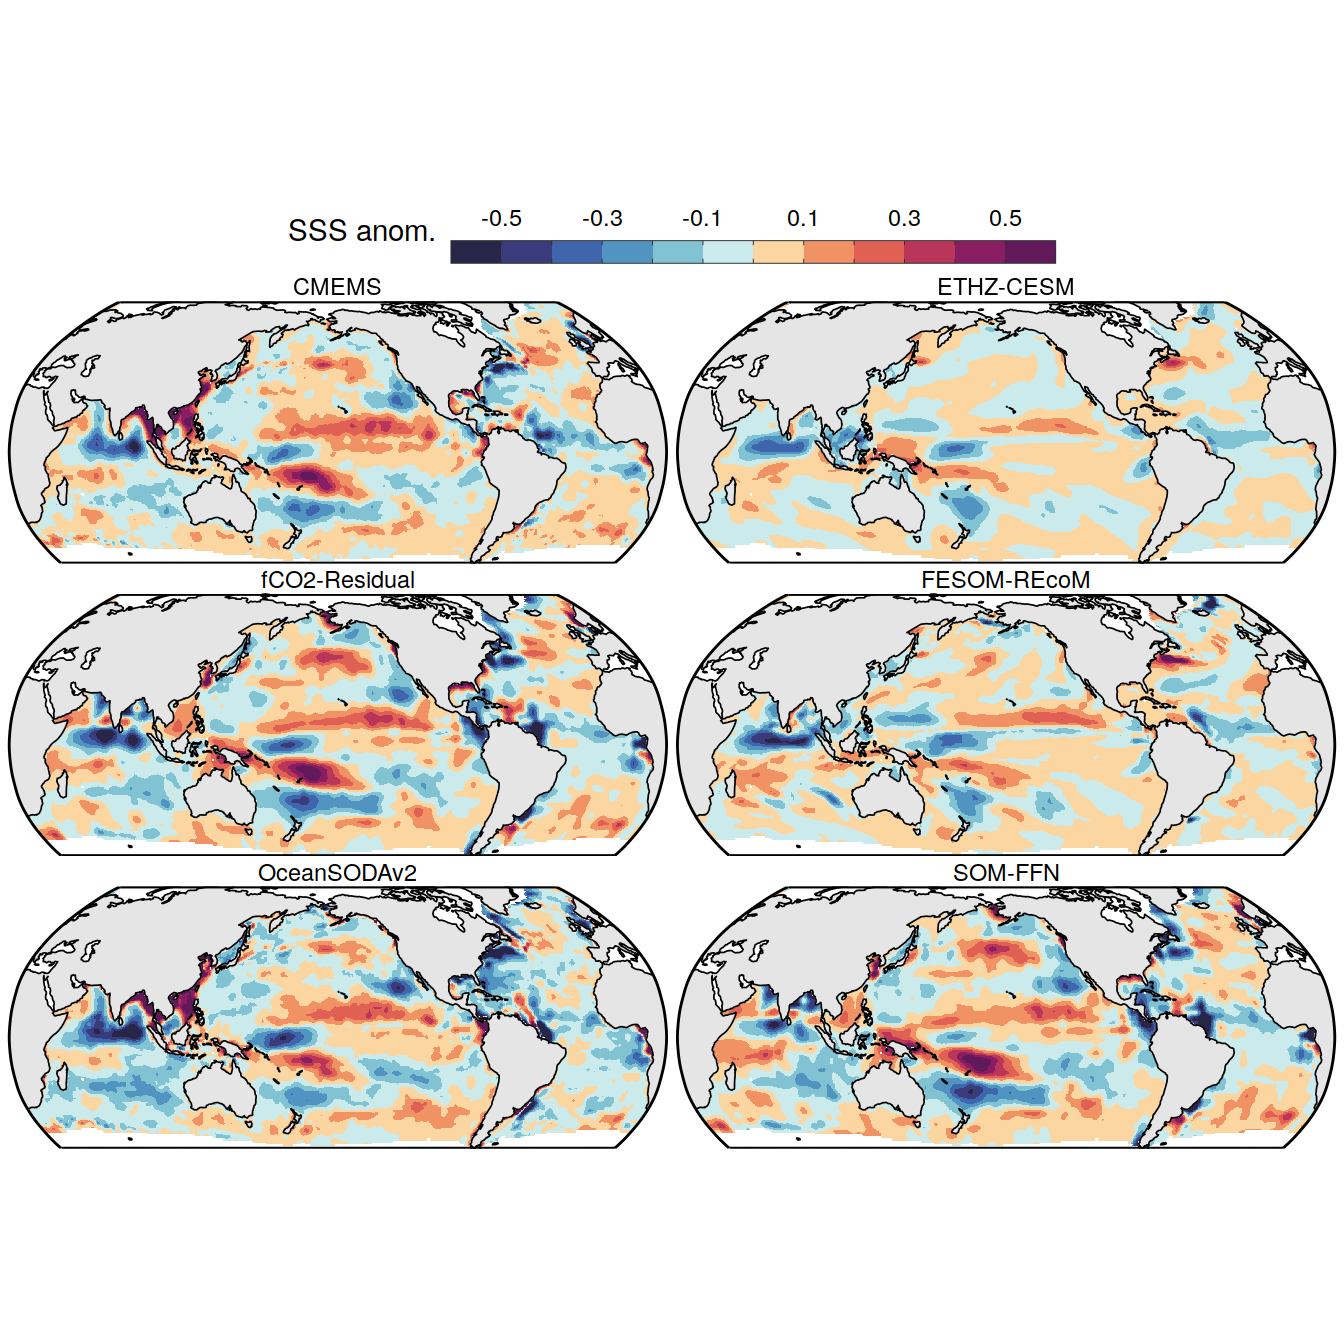 SSS anom.
-0.5 -0.3 -0.1 0.1 0.3 0.5
CMEMS
ETHZ-CESM
fCO2-Residual
FESOM-REcoM
OceanSODAv2
SOM-FFN